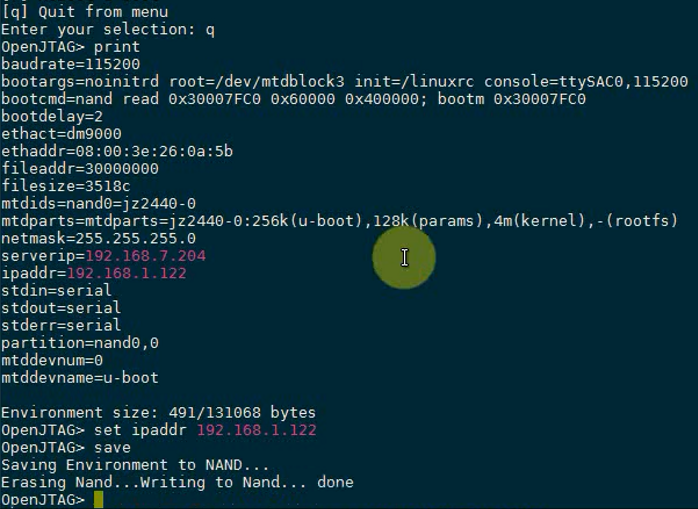 [q] Quit from menu
Enter your selection: q
OpenJTAG> print
baudrate=115200
bootargs=noinitrd root=/dev/mtdblock3 init=/linuxrc console=ttySAC0,115200
bootcmd=nand read 0x30007FC0 0x60000 0x400000; bootm 0x30007FC0
bootdelay=2
ethact=dm9000
ethaddr=08:00:3e:26:0a:5b
fileaddr=30000000
filesize=3518c
mtdids=nand0=jz2440-0
mtdparts=mtdparts=jz2440-0:256k(u-boot),128k(params),4m(kernel),-(rootfs)
netmask=255.255.255.0
serverip=192.168.7.204
ipaddr=192.168.1.122
stdin=serial
stdout=serial
stderr=serial
partition=nand0,0
mtddevnum=0
mtddevname=u-boot

Environment size: 491/131068 bytes
OpenJTAG> set ipaddr 192.168.1.122
OpenJTAG> save
Saving Environment to NAND...
Erasing Nand...Writing to Nand... done
OpenJTAG>